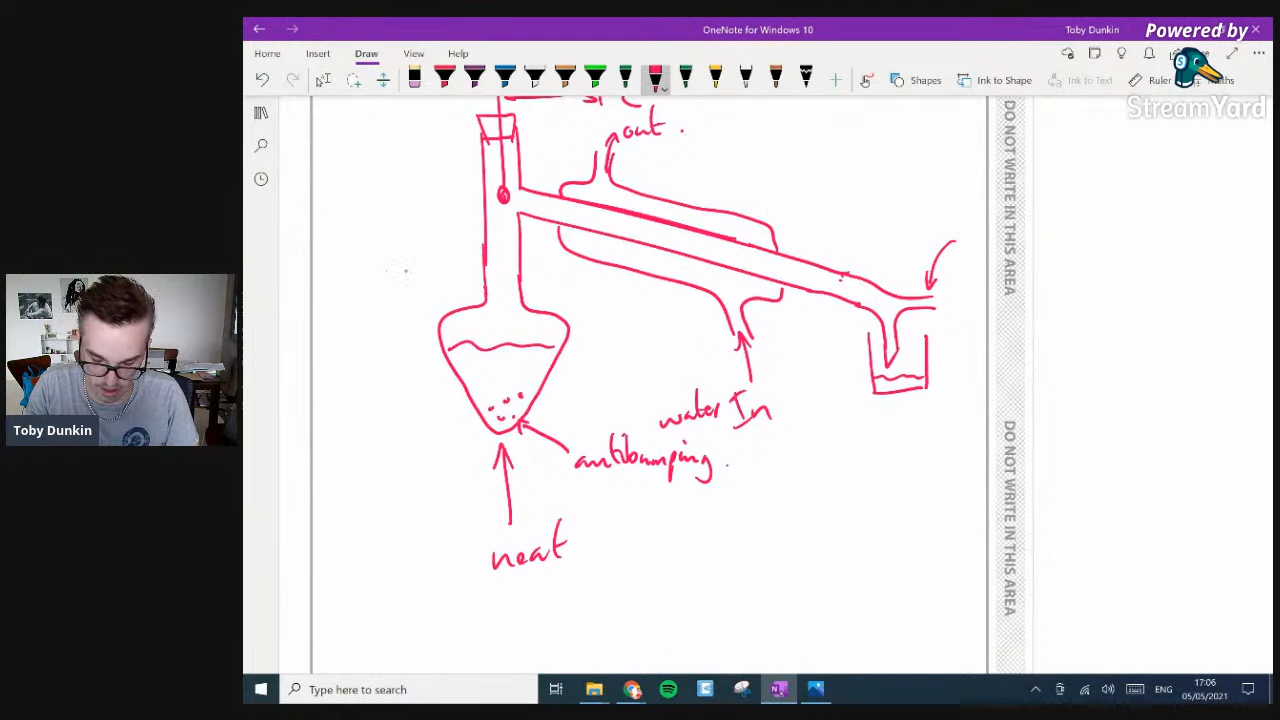 OneNote for Windows 10
Toby Dunkin
Powered by
StreamYard
Home Insert Draw View Help
Shapes Ink to Shape Ink to Text Ruler
out.
water In
antibumping.
heat
DO NOT WRITE IN THIS AREA
DO NOT WRITE IN THIS AREA
Toby Dunkin
Type here to search
ENG
17:06
05/05/2021